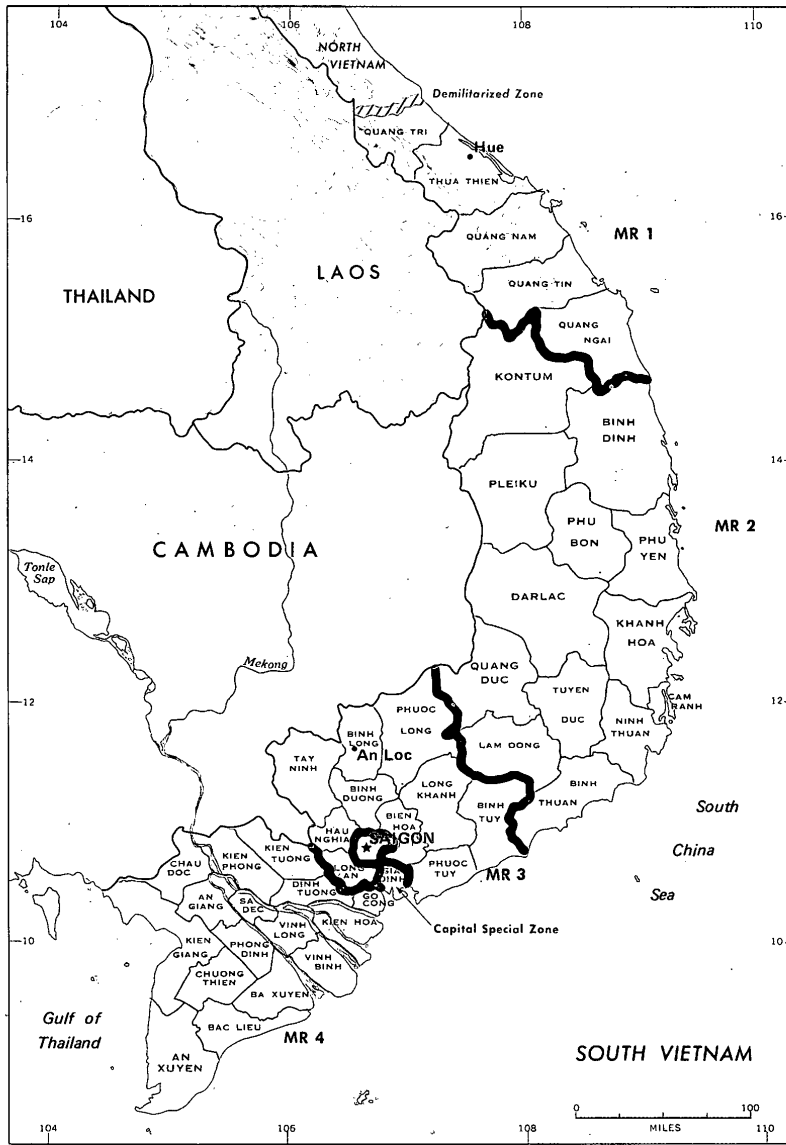 104
106
108
110
NORTH
VIETNAM
Demilitarized Zone
QUANG TRI
Hue
THUA THIEN
16
16
QUANG NAM
MR 1
LAOS
THAILAND
QUANG TIN
QUANG
NGAI
KONTUM
BINH
DINH
14
14
PLEIKU
PHU
BON
PHU
YEN
MR 2
CAMBODIA
Tonle
Sap
DARLAC
KHANH
HOA
Mekong
QUANG
DUC
TUYEN
DUC
CAM
RANH
12
12
PHUOC
LONG
NINH
THUAN
BINH
LONG
An Loc
LAM DONG
TAY
NINH
BINH
DUONG
LONG
KHANH
BINH
TUY
BINH
THUAN
BIEN
HOA
HAU
NGHIA
SAIGON
South
China
Sea
KIEN
TUONG
KIEN
PHONG
CHAU
DOC
LONG
AN
GIA
DINH
PHUOC
TUY
MR 3
DINH
TUONG
GO
CONG
AN
GIANG
SA
DEC
KIEN HOA
Capital Special Zone
VINH
LONG
10
10
KIEN
GIANG
PHONG
DINH
VINH
BINH
CHUONG
THIEN
BA XUYEN
Gulf of
Thailand
BAC LIEU
MR 4
AN
XUYEN
SOUTH VIETNAM
0
100
MILES
104
106
108
110